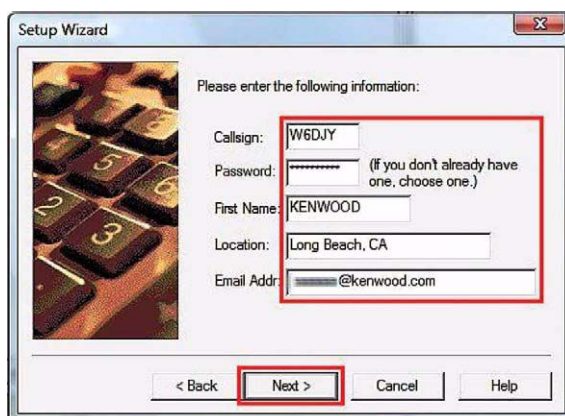 Setup Wizard
Please enter the following information:
Callsign: W6DJY
Password: ********** (If you don't already have
one, choose one.)
First Name: KENWOOD
Location: Long Beach, CA
Email Addr: @kenwood.com
< Back Next > Cancel Help